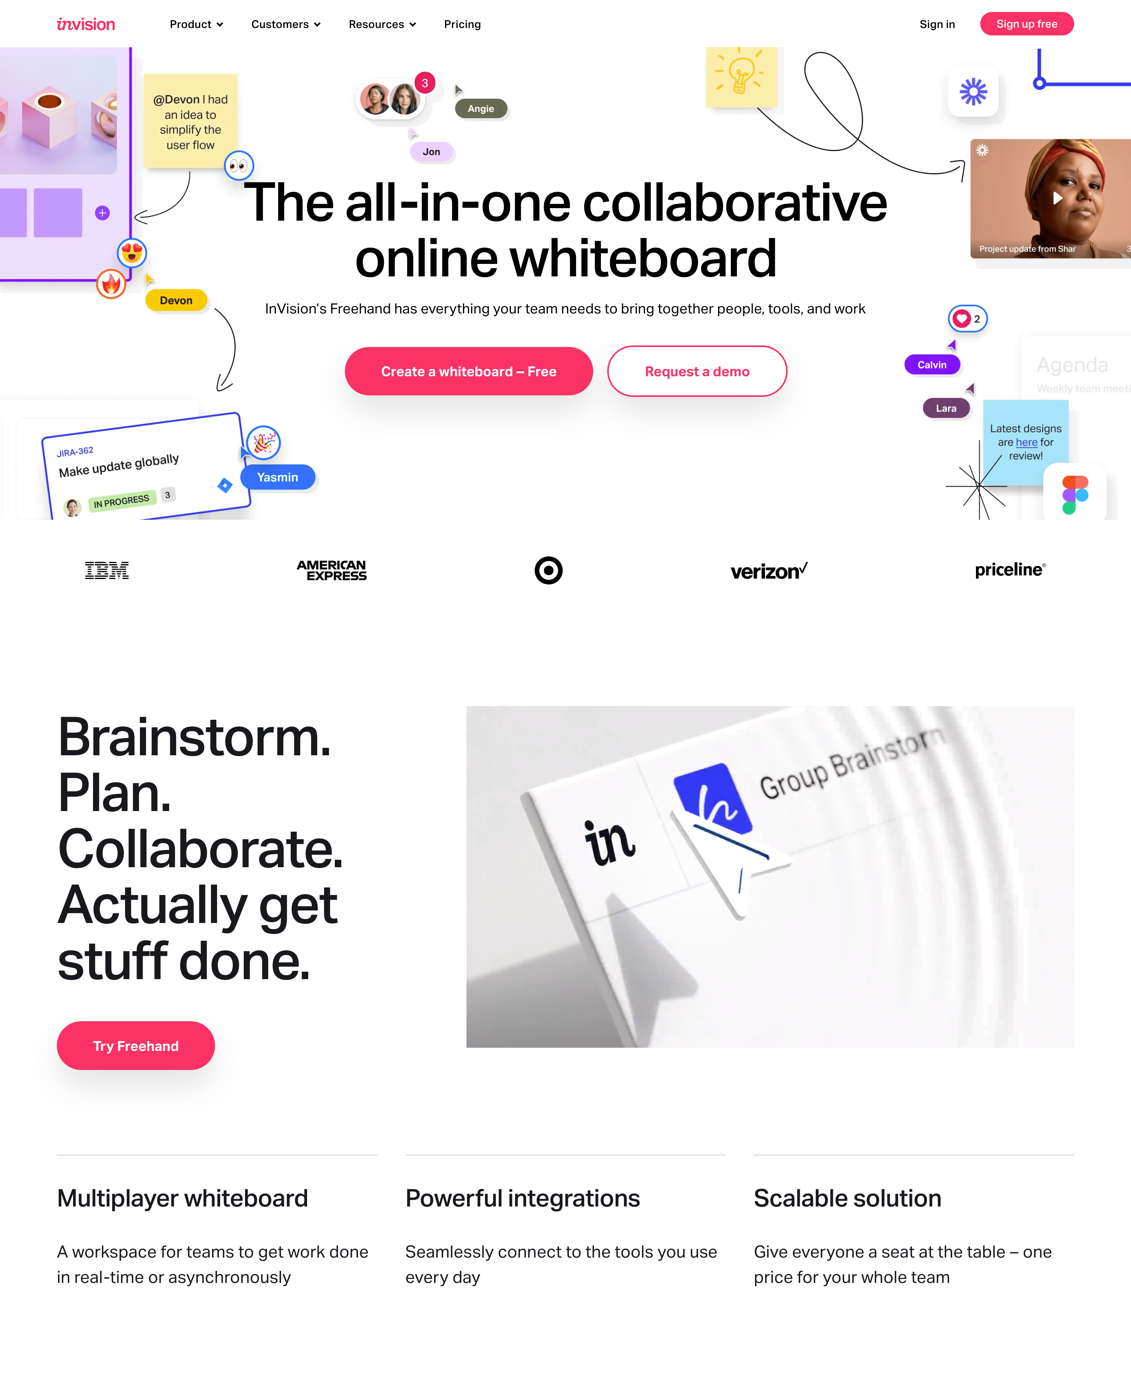 invision
Product
Customers
Resources
Pricing
Sign in
Sign up free
@Devon I had
an idea to
simplify the
user flow
3
Angie
Jon
The all-in-one collaborative
online whiteboard
InVision's Freehand has everything your team needs to bring together people, tools, and work
Create a whiteboard – Free
Request a demo
Devon
Project update from Shar
3
2
Calvin
Lara
Agenda
Weekly team meeti
Latest designs
are here for
review!
JIRA-362
Make update globally
IN PROGRESS
3
Yasmin
IBM
AMERICAN
EXPRESS
verizon✓
priceline®
Brainstorm.
Plan.
Collaborate.
Actually get
stuff done.
Try Freehand
in
Group Brainstorm
Multiplayer whiteboard
A workspace for teams to get work done
in real-time or asynchronously
Powerful integrations
Seamlessly connect to the tools you use
every day
Scalable solution
Give everyone a seat at the table – one
price for your whole team